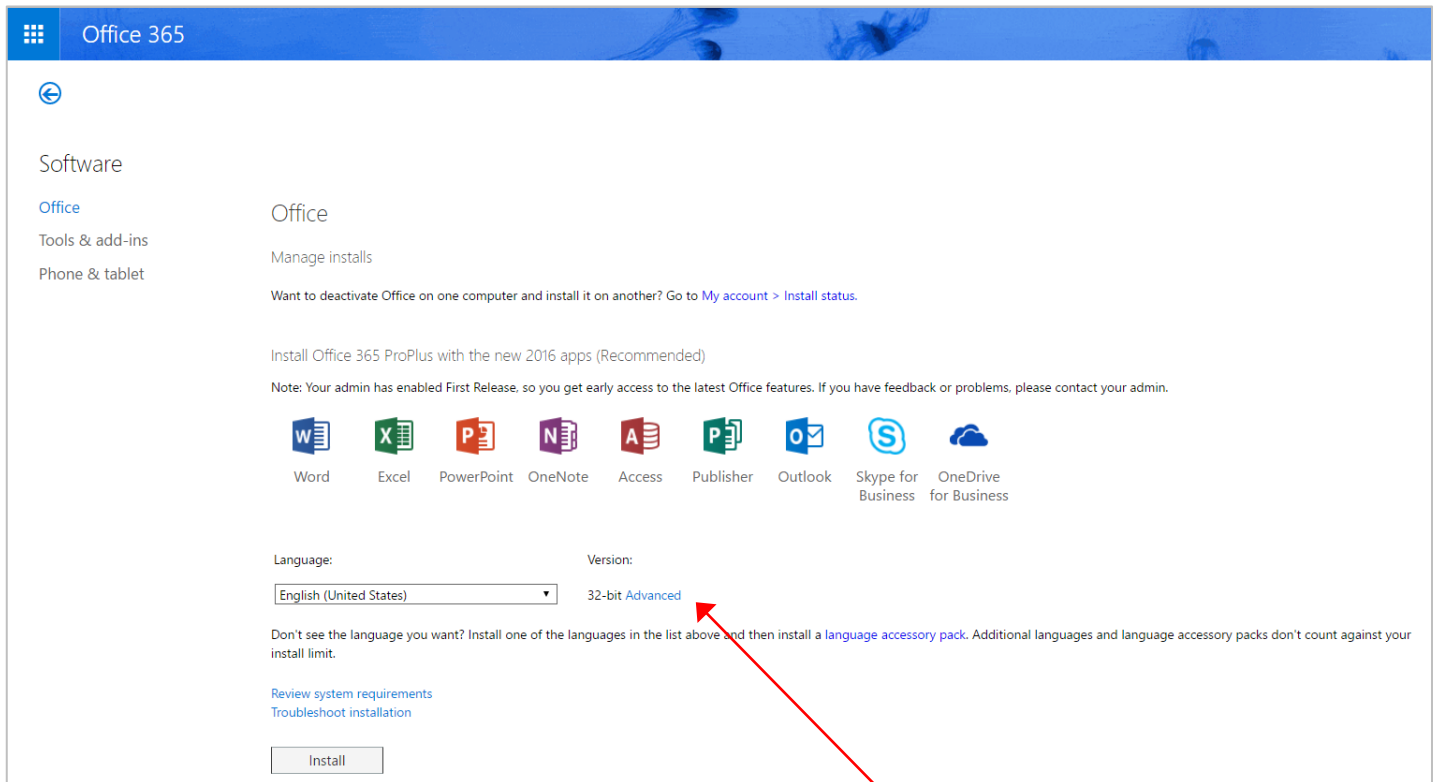 Office 365
Software
Office
Tools & add-ins
Phone & tablet
Office
Manage installs
Want to deactivate Office on one computer and install it on another? Go to My account > Install status.
Install Office 365 ProPlus with the new 2016 apps (Recommended)
Note: Your admin has enabled First Release, so you get early access to the latest Office features. If you have feedback or problems, please contact your admin.
W X P N A P O S
Word Excel PowerPoint OneNote Access Publisher Outlook Skype for Business OneDrive for Business
Language: Version:
English (United States) 32-bit Advanced
Don't see the language you want? Install one of the languages in the list above and then install a language accessory pack. Additional languages and language accessory packs don't count against your
install limit.
Review system requirements
Troubleshoot installation
Install